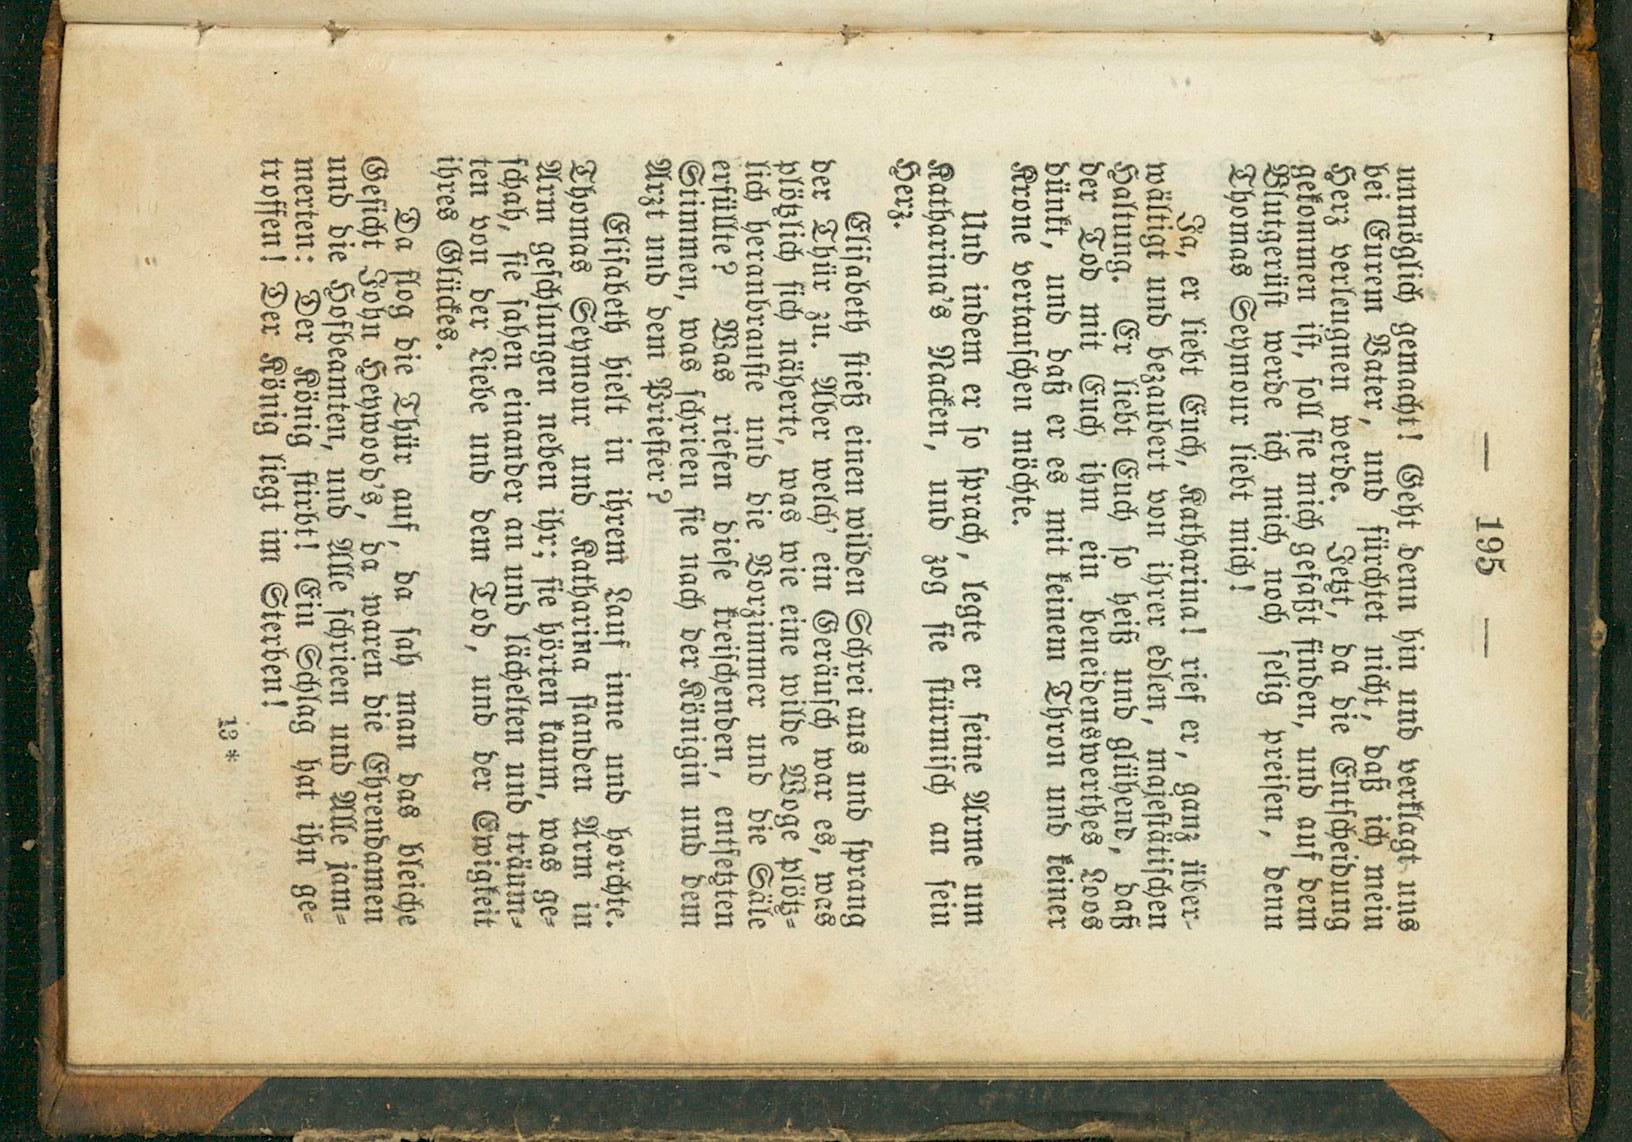 — 195 —
unmöglich gemacht! Geht denn hin und verklagt uns
bei Eurem Vater, und fürchtet nicht, daß ich mein
Herz verleugnen werde. Jetzt, da die Entscheidung
gekommen ist, soll sie mich gefaßt finden, und auf dem
Blutgerüst werde ich mich noch selig preisen, denn
Thomas Seymour liebt mich!
Ja, er liebt Euch, Katharina! rief er, ganz über-
wältigt und bezaubert von ihrer edlen, majestätischen
Haltung. Er liebt Euch so heiß und glühend, daß
der Tod mit Euch ihm ein beneidenswerthes Loos
dünkt, und daß er es mit keinem Thron und keiner
Krone vertauschen möchte.
Und indem er so sprach, legte er seine Arme um
Katharina's Nacken, und zog sie stürmisch an sein
Herz.
Elisabeth stieß einen wilden Schrei aus und sprang
der Thür zu. Aber welch' ein Geräusch war es, was
plötzlich sich näherte, was wie eine wilde Woge plötz-
lich heranbrauste und die Vorzimmer und die Säle
erfüllte? Was riefen diese kreischenden, entsetzten
Stimmen, was schrieen sie nach der Königin und dem
Arzt und dem Priester?
Elisabeth hielt in ihrem Lauf inne und horchte.
Thomas Seymour und Katharina standen Arm in
Arm geschlungen neben ihr; sie hörten kaum, was ge-
schah, sie sahen einander an und lächelten und träum-
ten von der Liebe und dem Tod, und der Ewigkeit
ihres Glückes.
Da flog die Thür auf, da sah man das bleiche
Gesicht John Heywood's, da waren die Ehrendamen
und die Hofbeamten, und Alle schrieen und Alle jam-
merten: Der König stirbt! Ein Schlag hat ihn ge-
troffen! Der König liegt im Sterben!
13*